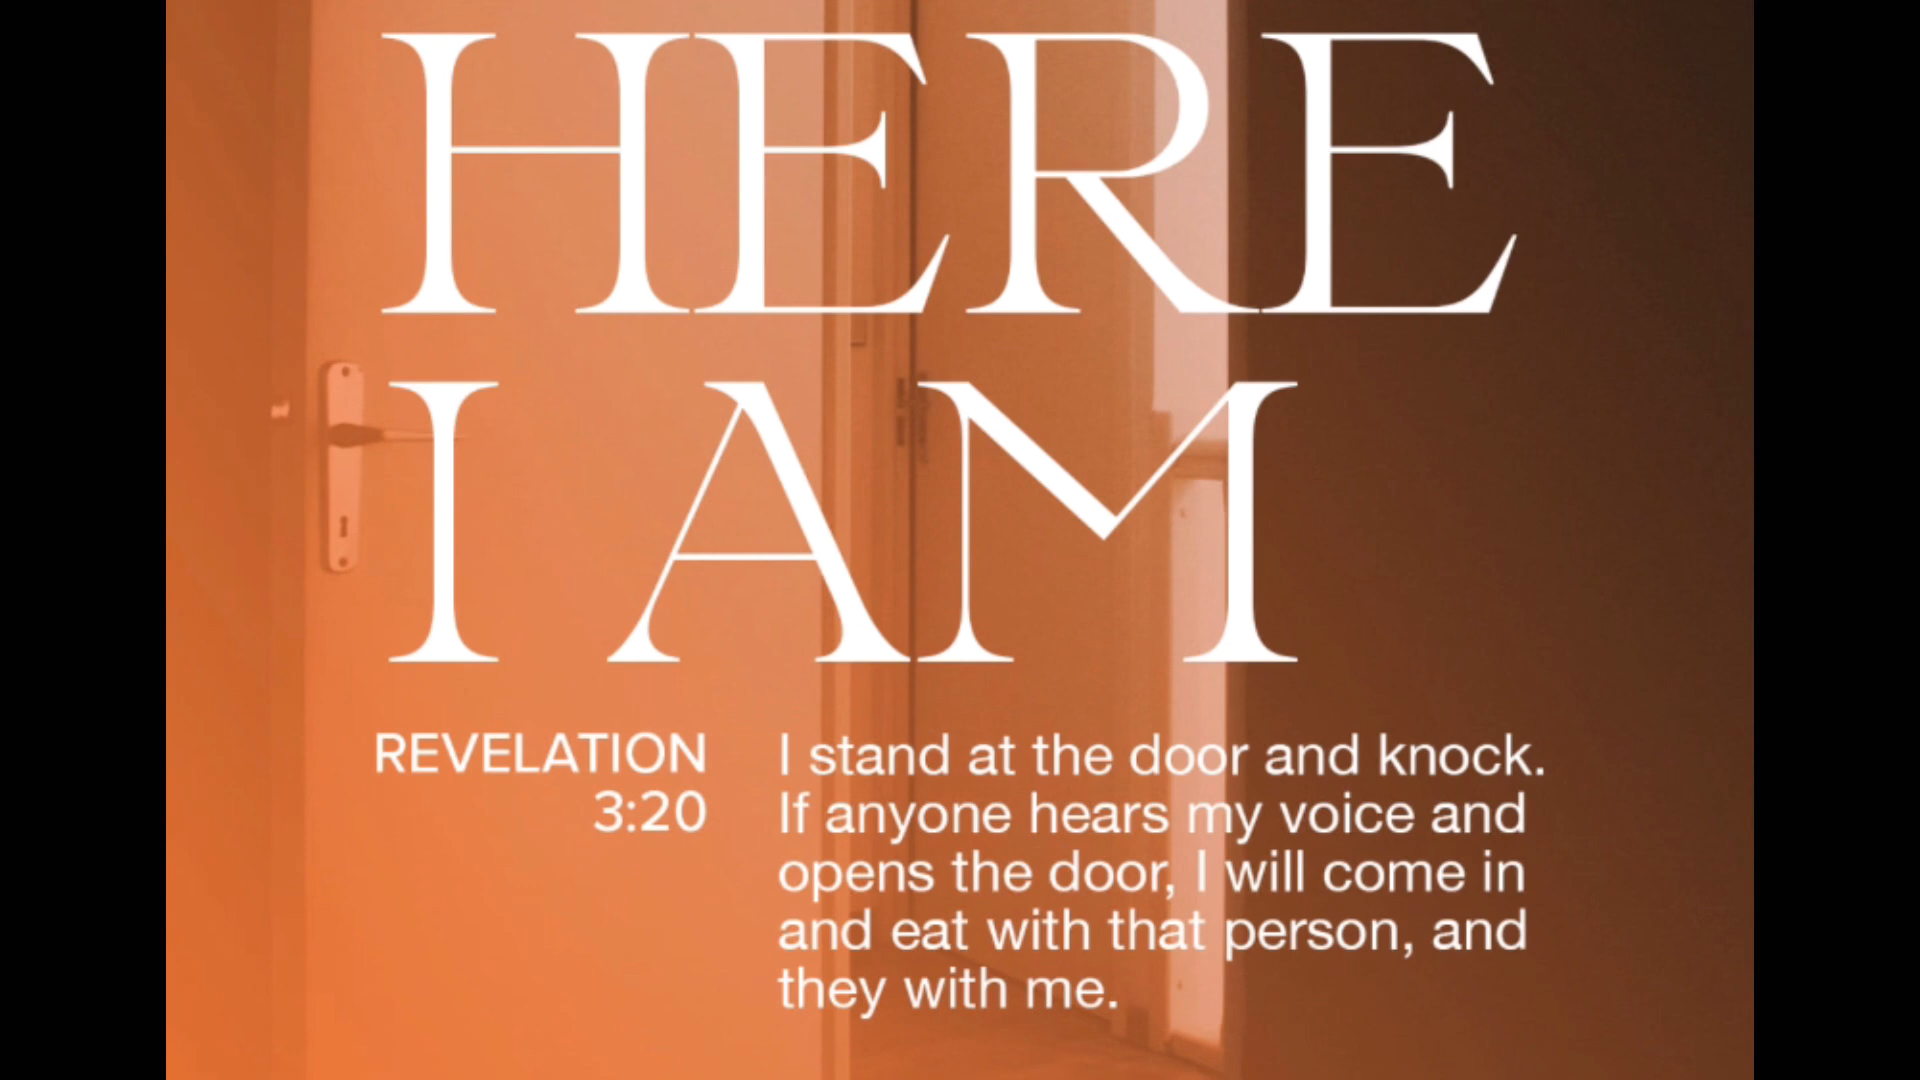 HERE
I AM
REVELATION
3:20
I stand at the door and knock.
If anyone hears my voice and
opens the door, I will come in
and eat with that person, and
they with me.